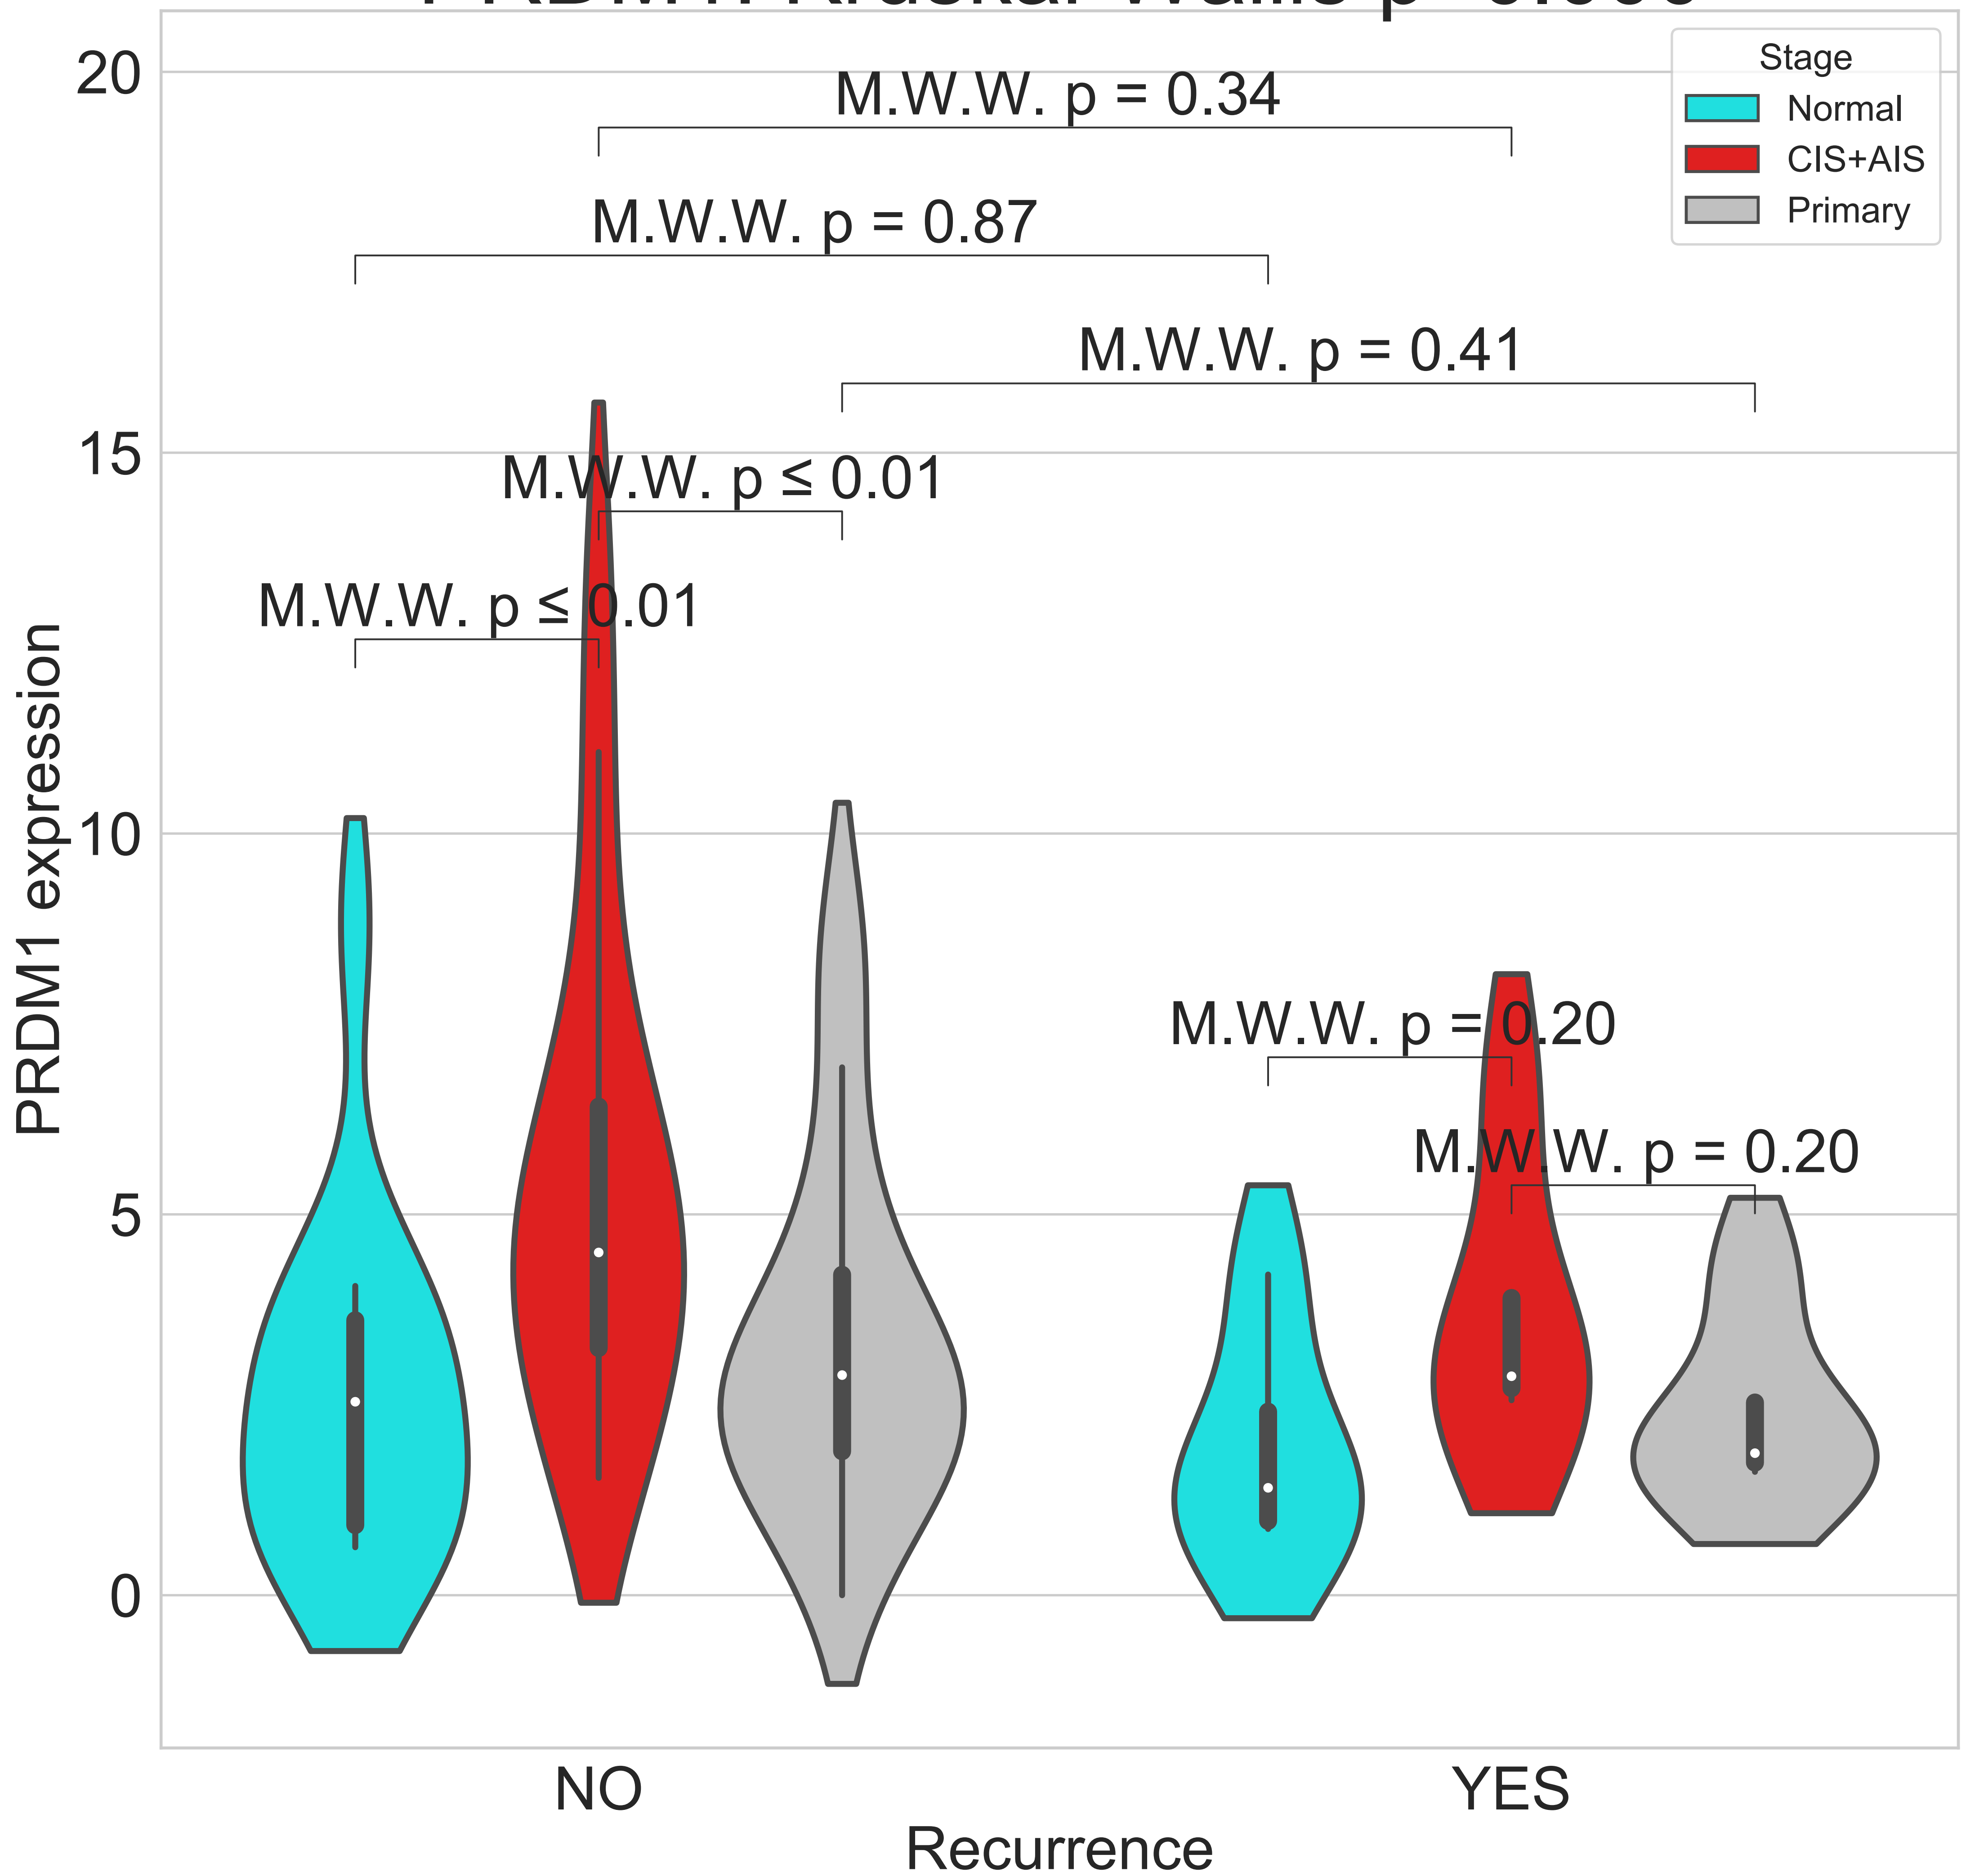 20
15
10
5
0
PRDM1 expression
Stage
Normal
CIS+AIS
Primary
M.W.W. p = 0.34
M.W.W. p = 0.87
M.W.W. p = 0.41
M.W.W. p ≤ 0.01
M.W.W. p ≤ 0.01
M.W.W. p = 0.20
M.W.W. p = 0.20
NO
YES
Recurrence